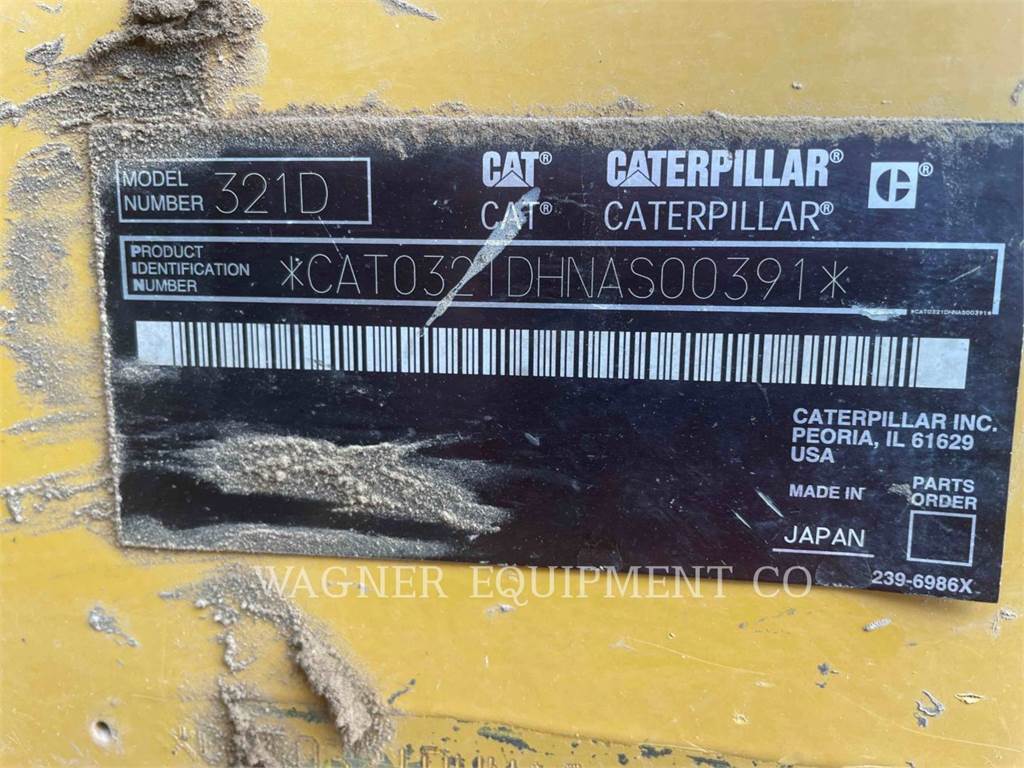 MODEL NUMBER 321D
CAT® CATERPILLAR® C®
CAT® CATERPILLAR®
PRODUCT IDENTIFICATION NUMBER *CAT0321DHNAS00391*
*CAT0321DHNAS00391*
CATERPILLAR INC.
PEORIA, IL 61629
USA
MADE IN
JAPAN
PARTS
ORDER
239-6986X
WAGNER EQUIPMENT CO